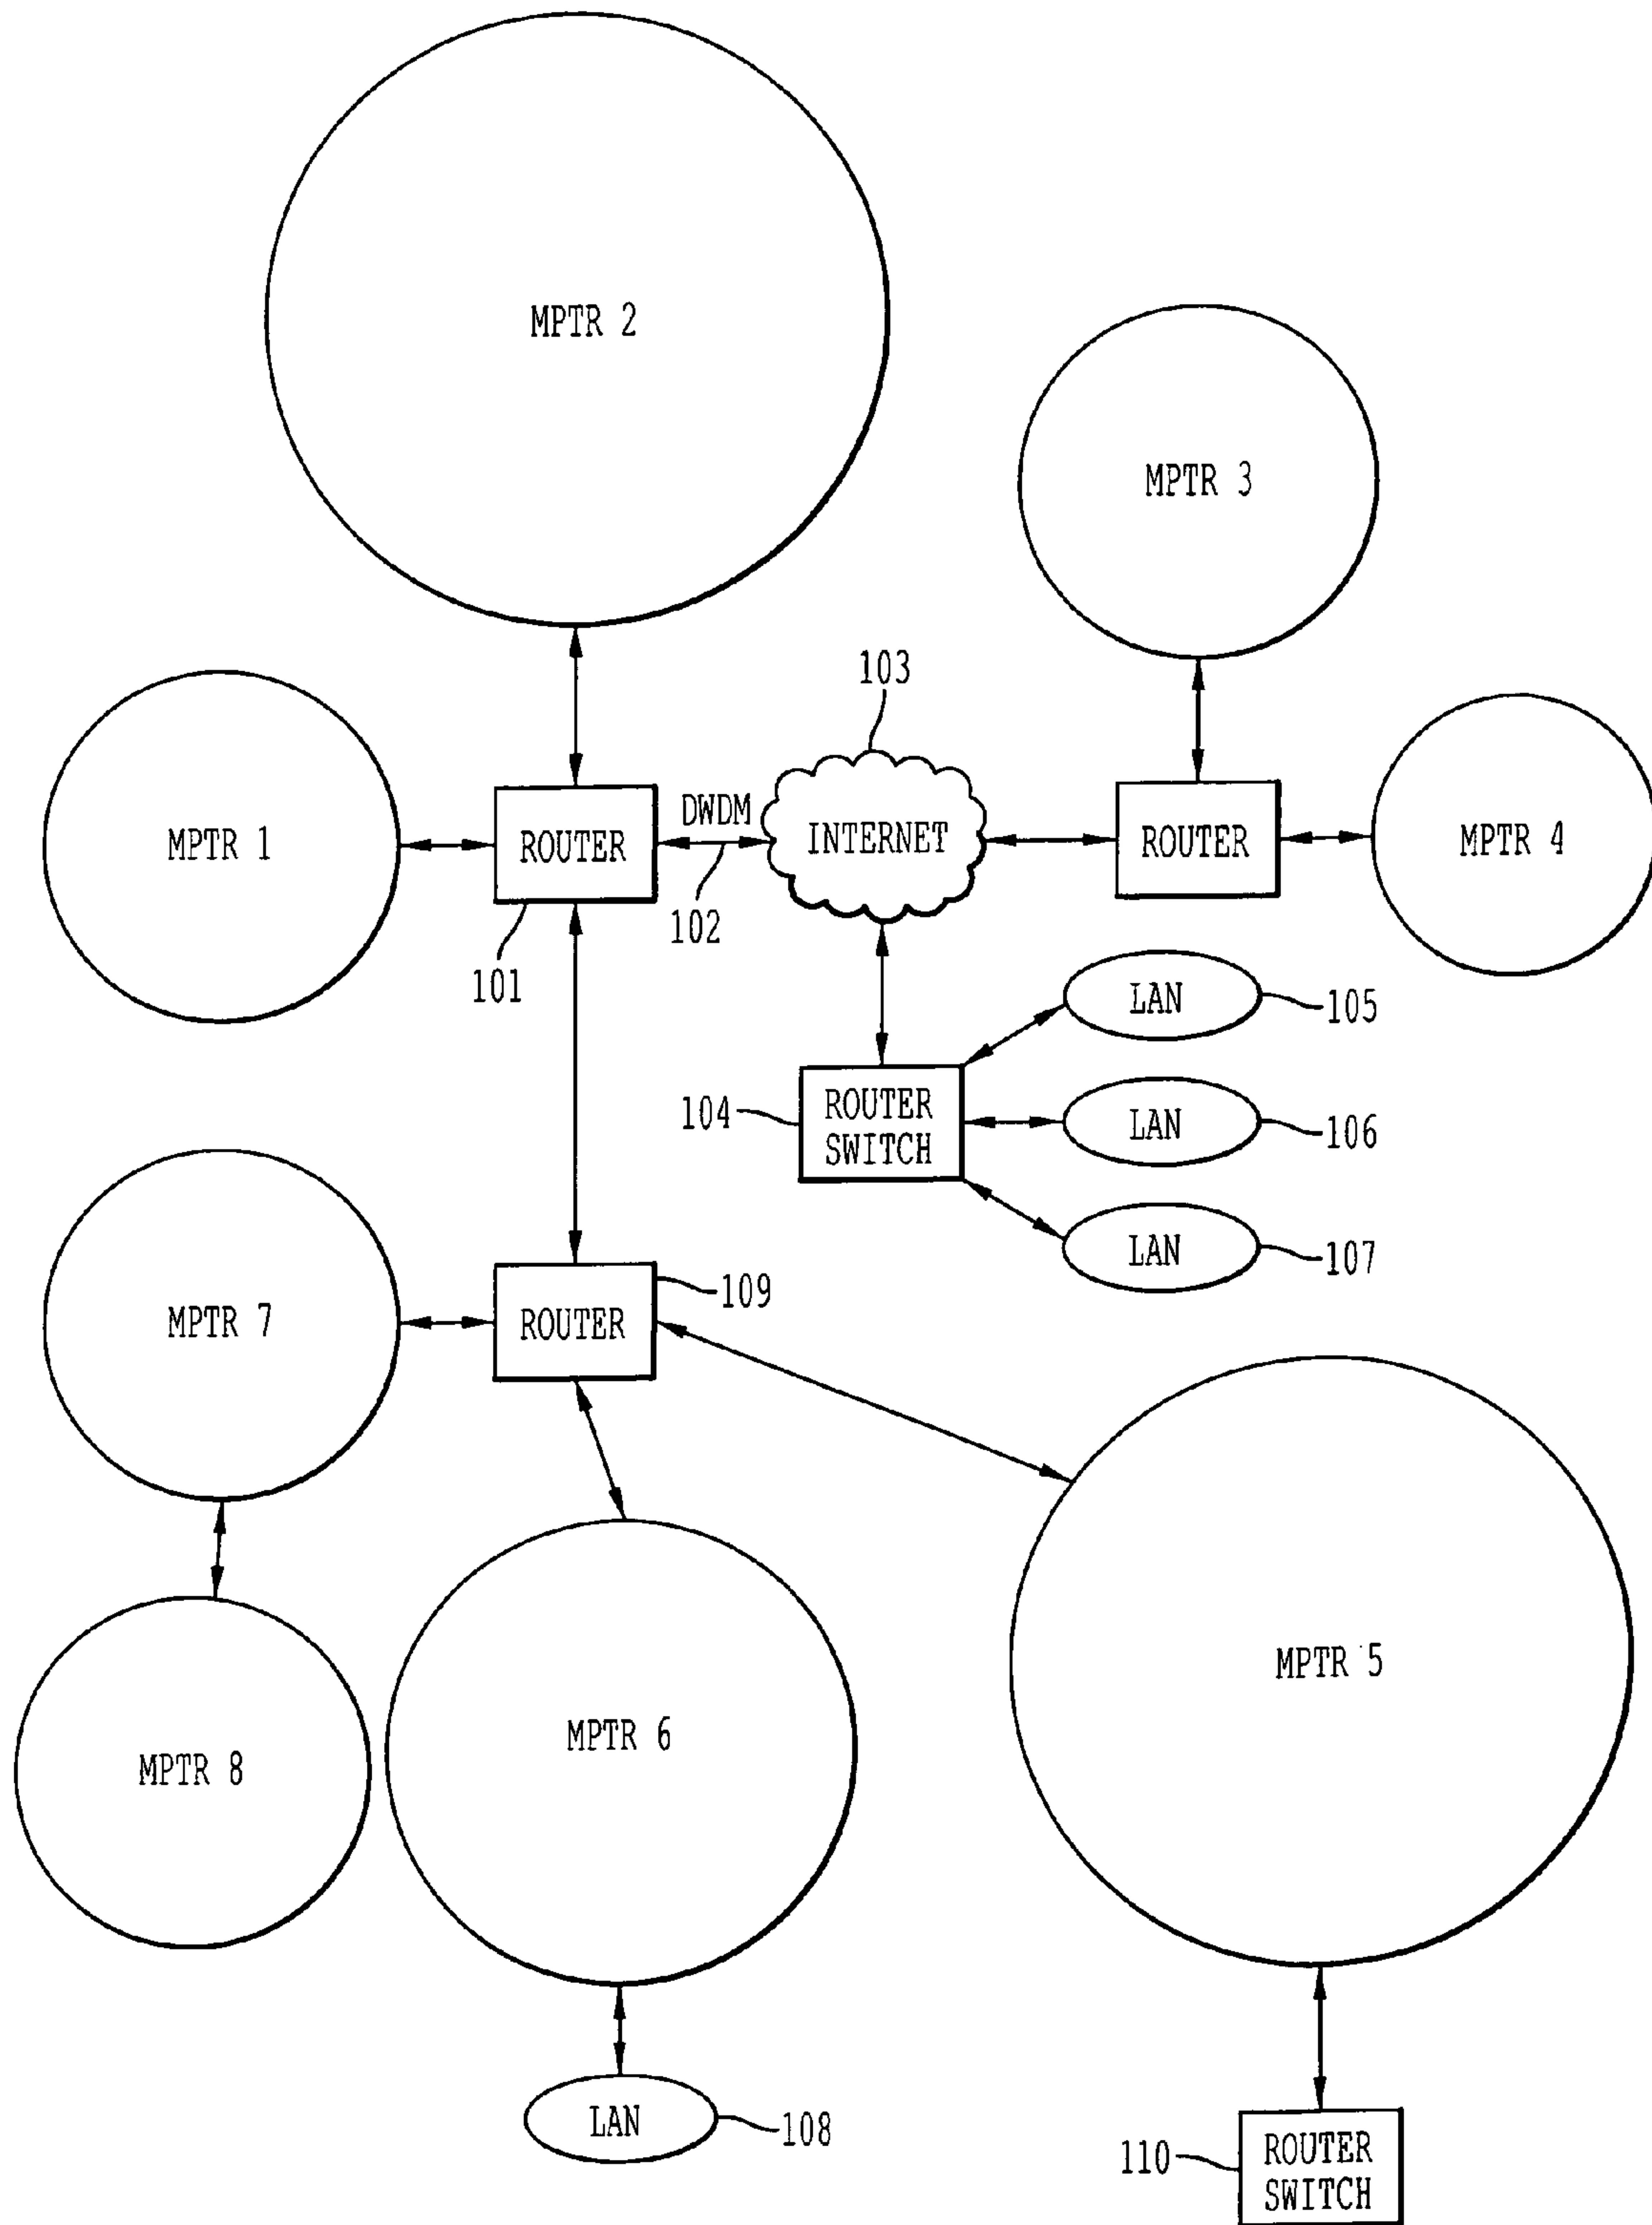 MPTR 2
MPTR 3
103
MPTR 1
ROUTER
DWDM
INTERNET
ROUTER
MPTR 4
102
101
LAN
105
104
ROUTER
SWITCH
LAN
106
LAN
107
109
MPTR 7
ROUTER
MPTR 5
MPTR 6
MPTR 8
LAN
108
110
ROUTER
SWITCH